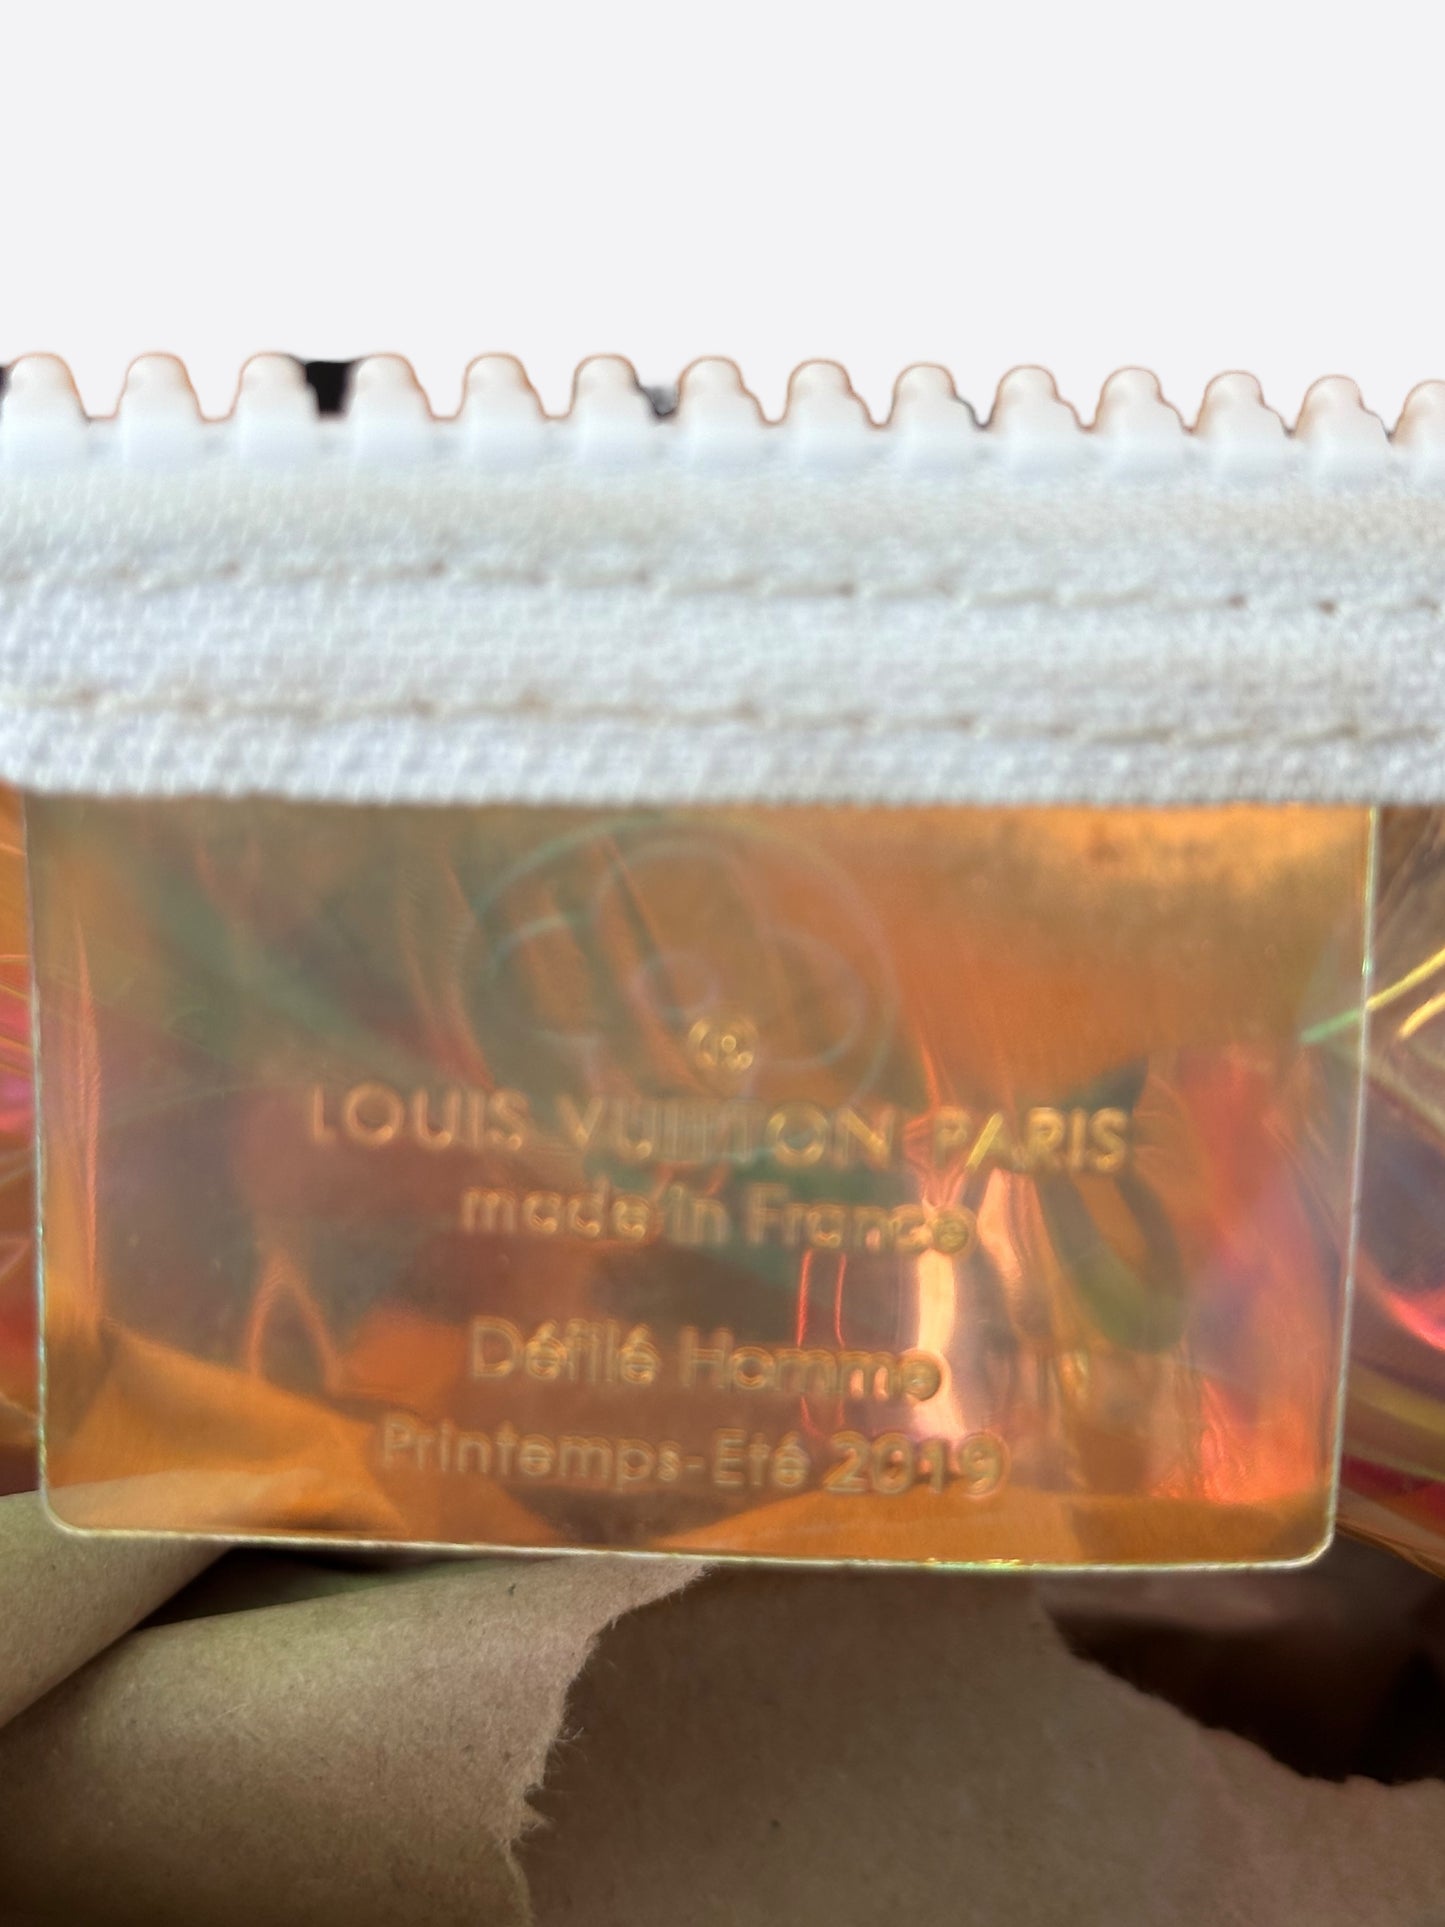 ®
LOUIS VUITTON PARIS
made in France
Défilé Homme
Printemps-Eté 2019